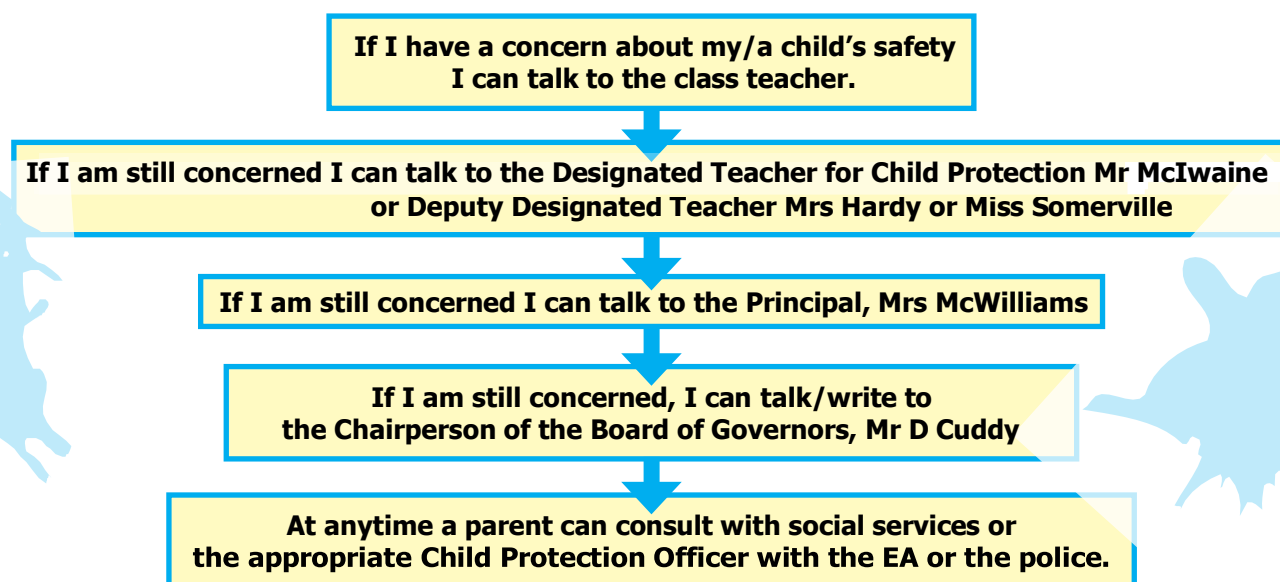 If I have a concern about my/a child's safety
I can talk to the class teacher.
If I am still concerned I can talk to the Designated Teacher for Child Protection Mr McIwaine
or Deputy Designated Teacher Mrs Hardy or Miss Somerville
If I am still concerned I can talk to the Principal, Mrs McWilliams
If I am still concerned, I can talk/write to
the Chairperson of the Board of Governors, Mr D Cuddy
At anytime a parent can consult with social services or
the appropriate Child Protection Officer with the EA or the police.